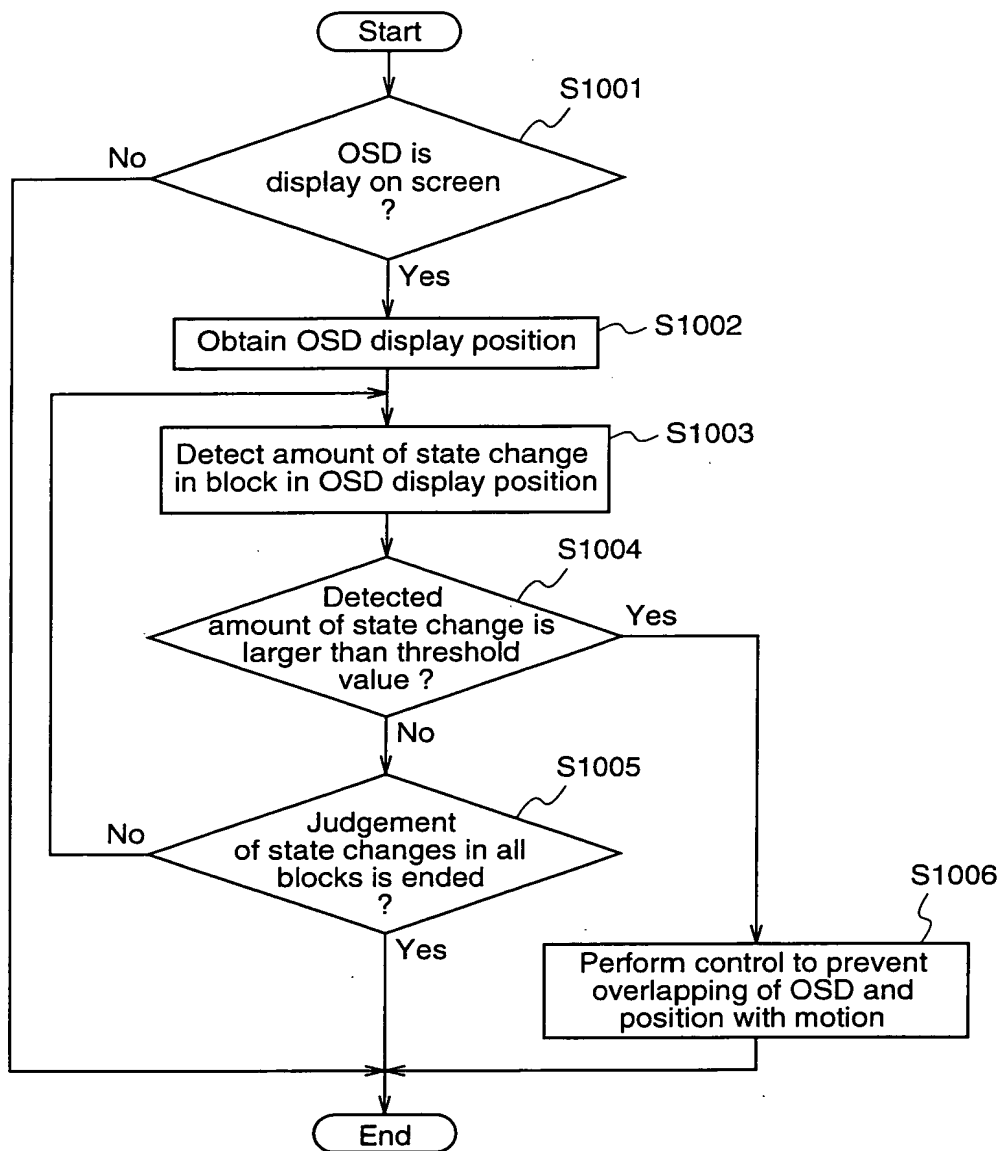 Start
S1001
No
OSD is
display on screen
?
Yes
Obtain OSD display position
S1002
S1003
Detect amount of state change
in block in OSD display position
S1004
Detected
amount of state change is
larger than threshold
value ?
Yes
No
S1005
No
Judgement
of state changes in all
blocks is ended
?
Yes
S1006
Perform control to prevent
overlapping of OSD and
position with motion
End